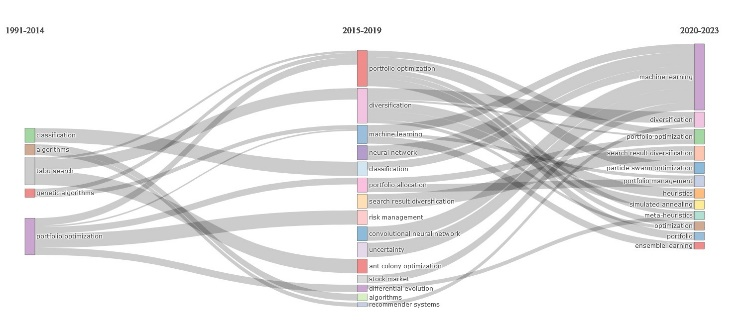 1991-2014
classification
algorithms
tabu search
genetic algorithms
portfolio optimization
2015-2019
portfolio optimization
diversification
machine learning
neural network
classification
portfolio allocation
search result diversification
risk management
convolutional neural network
uncertainty
ant colony optimization
stock market
differential evolution
algorithms
recommender systems
2020-2023
machine learning
diversification
portfolio optimization
search result diversification
particle swarm optimization
portfolio management
heuristics
simulated annealing
meta-heuristics
optimization
portfolio
ensemble learning